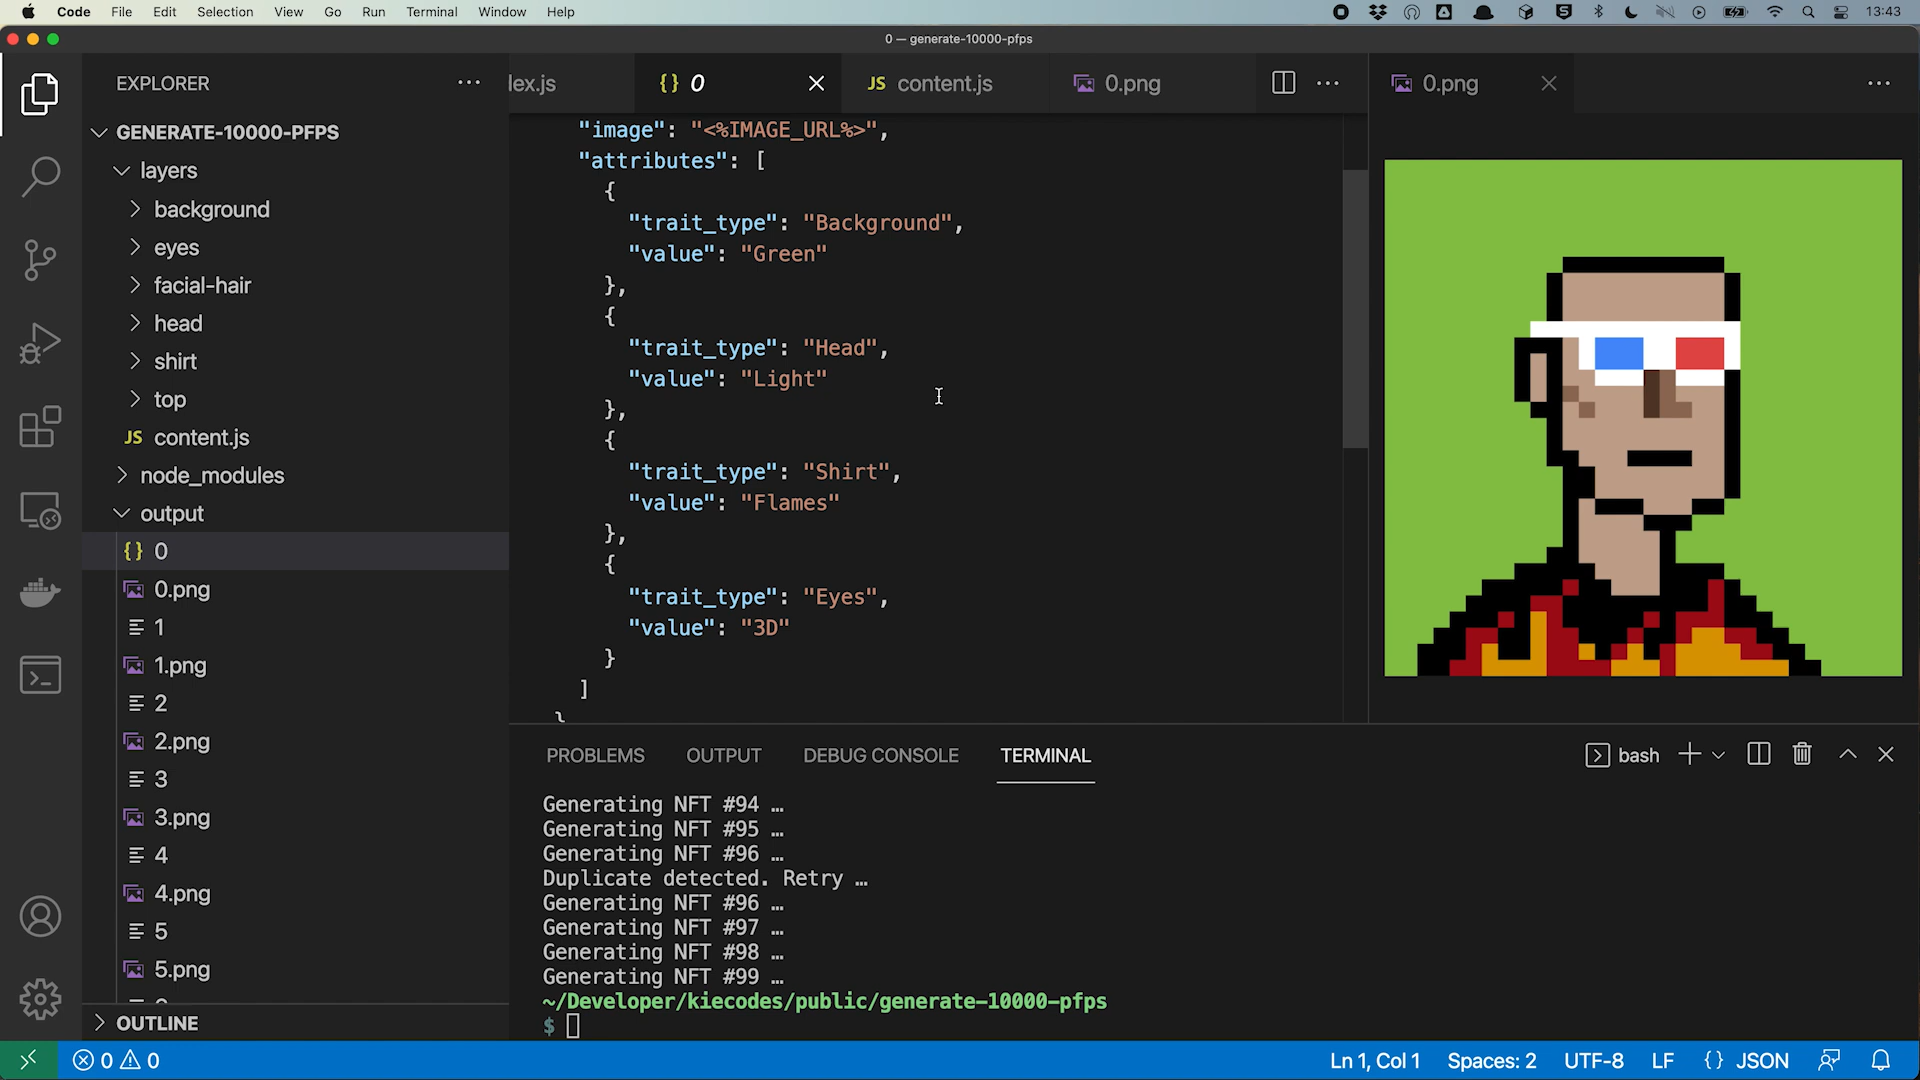 Code File Edit Selection View Go Run Terminal Window Help 13:43
0 — generate-10000-pfps
EXPLORER
GENERATE-10000-PFPS
layers
background
eyes
facial-hair
head
shirt
top
JS content.js
node_modules
output
{} 0
0.png
1
1.png
2
2.png
3
3.png
4
4.png
5
5.png
OUTLINE
lex.js {} 0 JS content.js 0.png
0.png
"image": "<%IMAGE_URL%>",
"attributes": [
{
"trait_type": "Background",
"value": "Green"
},
{
"trait_type": "Head",
"value": "Light"
},
{
"trait_type": "Shirt",
"value": "Flames"
},
{
"trait_type": "Eyes",
"value": "3D"
}
]
}
PROBLEMS OUTPUT DEBUG CONSOLE TERMINAL bash
Generating NFT #94 …
Generating NFT #95 …
Generating NFT #96 …
Duplicate detected. Retry …
Generating NFT #96 …
Generating NFT #97 …
Generating NFT #98 …
Generating NFT #99 …
~/Developer/kiecodes/public/generate-10000-pfps
$
0 0 Ln 1, Col 1 Spaces: 2 UTF-8 LF {} JSON